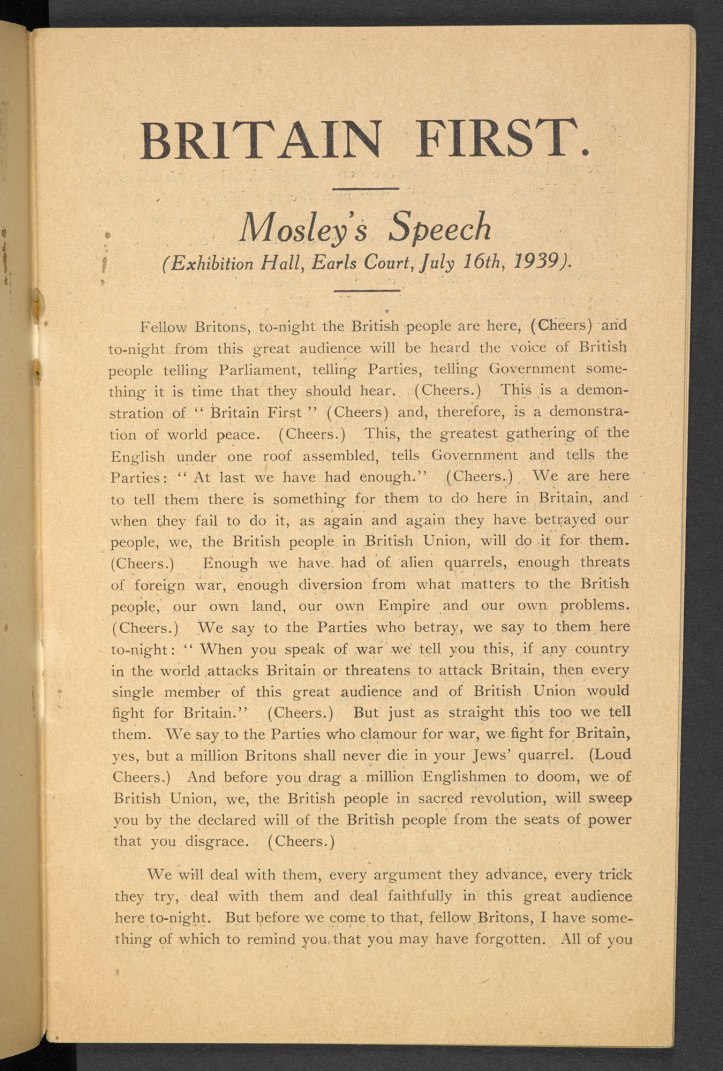 BRITAIN FIRST.
Mosley's Speech
(Exhibition Hall, Earls Court, July 16th, 1939).
Fellow Britons, to-night the British people are here, (Cheers) and
to-night from this great audience will be heard the voice of British
people telling Parliament, telling Parties, telling Government some-
thing it is time that they should hear. (Cheers.) This is a demon-
stration of " Britain First " (Cheers) and, therefore, is a demonstra-
tion of world peace. (Cheers.) This, the greatest gathering of the
English under one roof assembled, tells Government and tells the
Parties: " At last we have had enough." (Cheers.) We are here
to tell them there is something for them to do here in Britain, and
when they fail to do it, as again and again they have betrayed our
people, we, the British people in British Union, will do it for them.
(Cheers.) Enough we have had of alien quarrels, enough threats
of foreign war, enough diversion from what matters to the British
people, our own land, our own Empire and our own problems.
(Cheers.) We say to the Parties who betray, we say to them here
to-night: " When you speak of war we tell you this, if any country
in the world attacks Britain or threatens to attack Britain, then every
single member of this great audience and of British Union would
fight for Britain." (Cheers.) But just as straight this too we tell
them. We say to the Parties who clamour for war, we fight for Britain,
yes, but a million Britons shall never die in your Jews' quarrel. (Loud
Cheers.) And before you drag a million Englishmen to doom, we of
British Union, we, the British people in sacred revolution, will sweep
you by the declared will of the British people from the seats of power
that you disgrace. (Cheers.)
We will deal with them, every argument they advance, every trick
they try, deal with them and deal faithfully in this great audience
here to-night. But before we come to that, fellow Britons, I have some-
thing of which to remind you that you may have forgotten. All of you